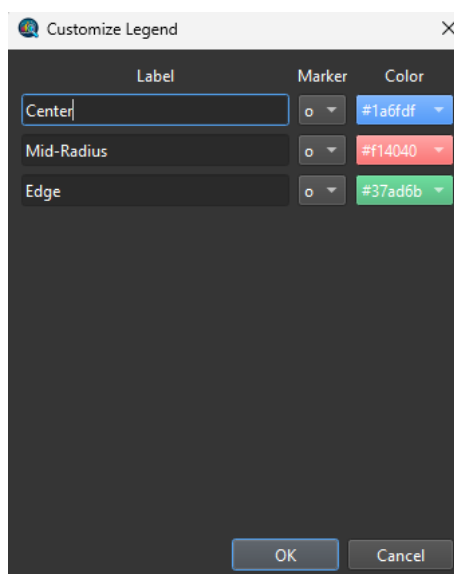 Customize Legend
Label Marker Color
Center o #1a6fdf
Mid-Radius o #f14040
Edge o #37ad6b
OK Cancel